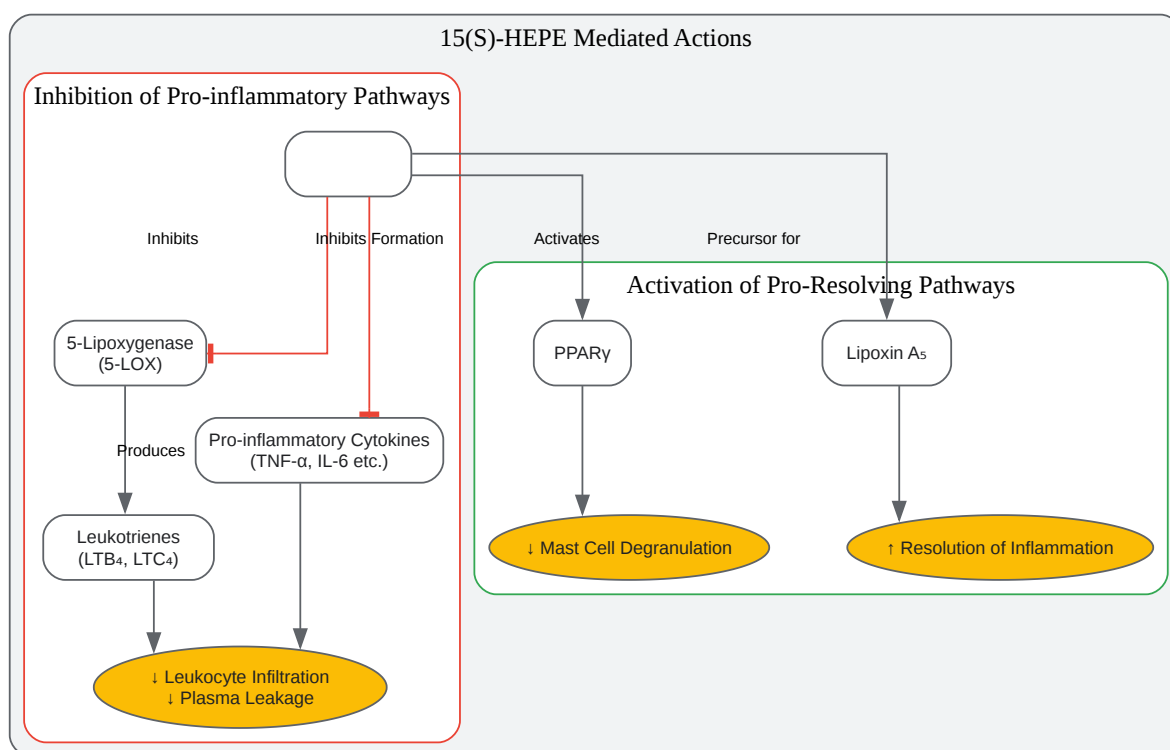 15(S)-HEPE Mediated Actions
Inhibition of Pro-inflammatory Pathways
Inhibits
Inhibits Formation
Activates
Precursor for
Activation of Pro-Resolving Pathways
5-Lipoxygenase
(5-LOX)
PPARγ
Lipoxin A₅
Produces
Pro-inflammatory Cytokines
(TNF-α, IL-6 etc.)
Leukotrienes
(LTB₄, LTC₄)
↓ Mast Cell Degranulation
↑ Resolution of Inflammation
↓ Leukocyte Infiltration
↓ Plasma Leakage